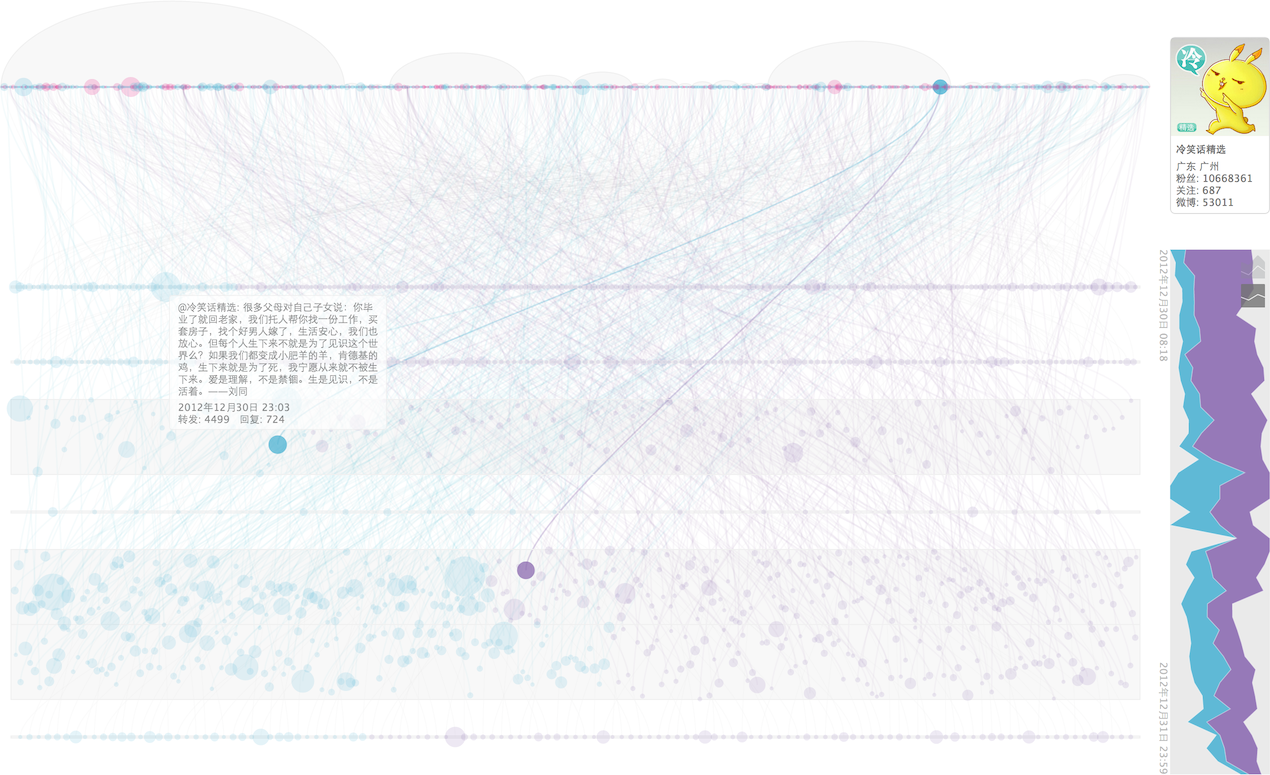 冷
精选
冷笑话精选
广东 广州
粉丝: 10668361
关注: 687
微博: 53011
@冷笑话精选: 很多父母对自己子女说：你毕
业了就回老家，我们托人帮你找一份工作，买
套房子，找个好男人嫁了，生活安心，我们也
放心。但每个人生下来不就是为了见识这个世
界么？如果我们都变成小肥羊的羊，肯德基的
鸡，生下来就是为了死，我宁愿从来就不被生
下来。爱是理解，不是禁锢。生是见识，不是
活着。——刘同
2012年12月30日 23:03
转发: 4499 回复: 724
2012年12月30日 08:18
2012年12月31日 23:59